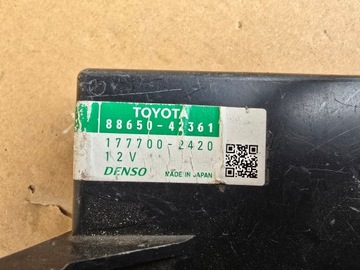 TOYOTA
88650-42361
177700-2420
12V
DENSO MADE IN JAPAN